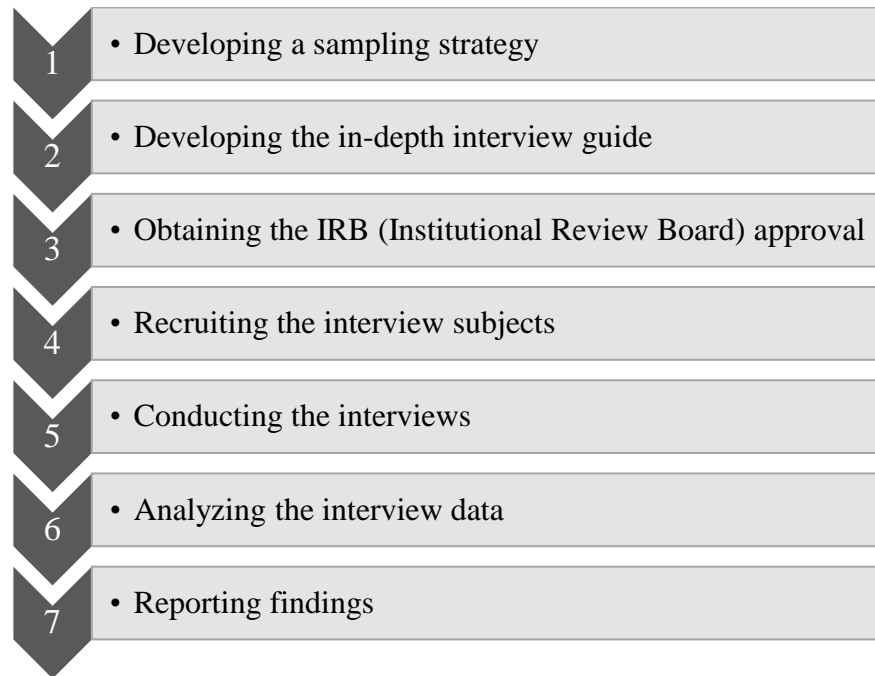 1 • Developing a sampling strategy
2 • Developing the in-depth interview guide
3 • Obtaining the IRB (Institutional Review Board) approval
4 • Recruiting the interview subjects
5 • Conducting the interviews
6 • Analyzing the interview data
7 • Reporting findings